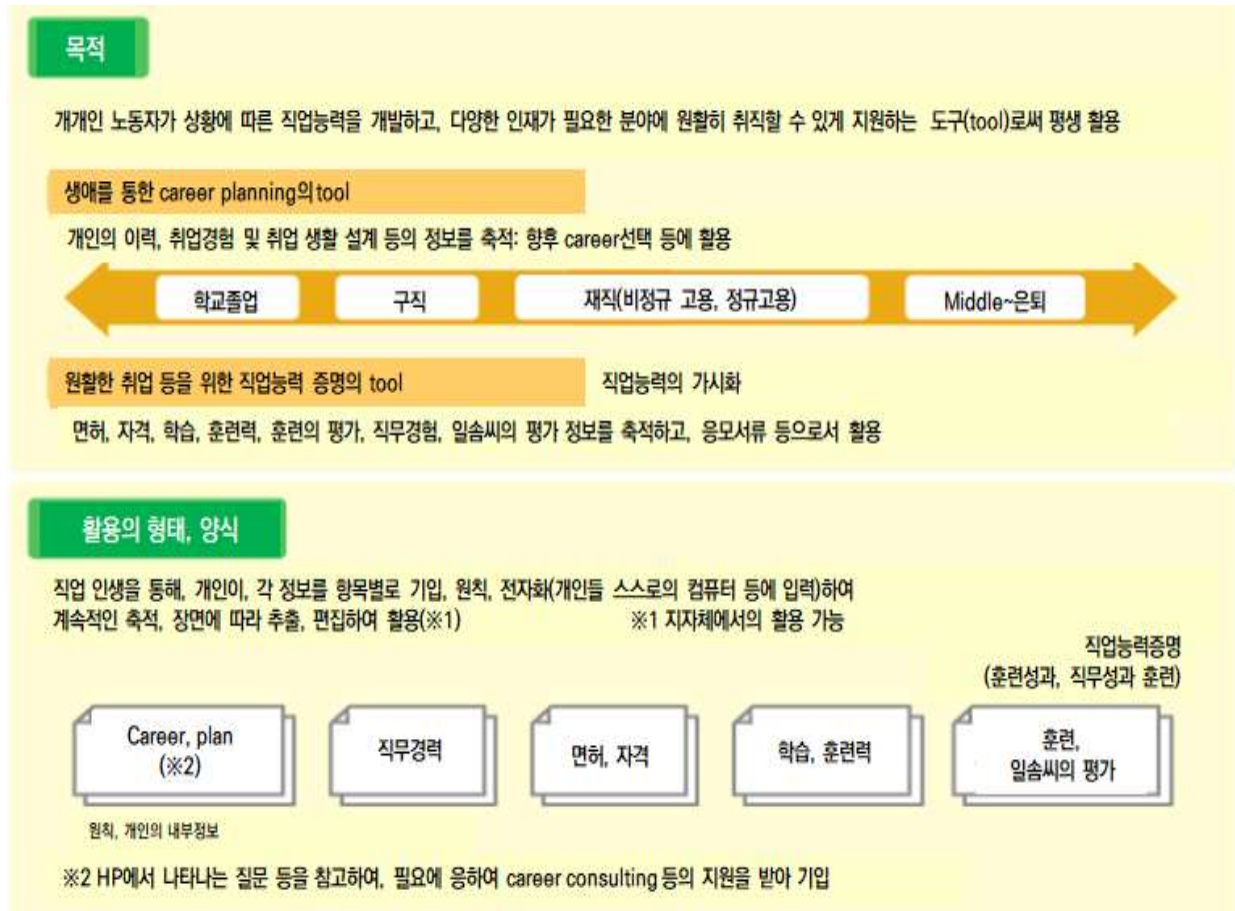 목적
개개인 노동자가 상황에 따른 직업능력을 개발하고, 다양한 인재가 필요한 분야에 원활히 취직할 수 있게 지원하는 도구(tool)로써 평생 활용
생애를 통한 career planning의 tool
개인의 이력, 취업경험 및 취업 생활 설계 등의 정보를 축적: 향후 career선택 등에 활용
학교졸업
구직
재직(비정규 고용, 정규고용)
Middle~은퇴
원활한 취업 등을 위한 직업능력 증명의 tool
직업능력의 가시화
면허, 자격, 학습, 훈련력, 훈련의 평가, 직무경험, 일솜씨의 평가 정보를 축적하고, 응모서류 등으로서 활용
활용의 형태, 양식
직업 인생을 통해, 개인이, 각 정보를 항목별로 기입, 원칙, 전자화(개인들 스스로의 컴퓨터 등에 입력)하여
계속적인 축적, 장면에 따라 추출, 편집하여 활용(※1)
※1 지자체에서의 활용 가능
직업능력증명
(훈련성과, 직무성과 훈련)
Career, plan
(※2)
직무경력
면허, 자격
학습, 훈련력
훈련,
일솜씨의 평가
원칙, 개인의 내부정보
※2 HP에서 나타나는 질문 등을 참고하여, 필요에 응하여 career consulting 등의 지원을 받아 기입